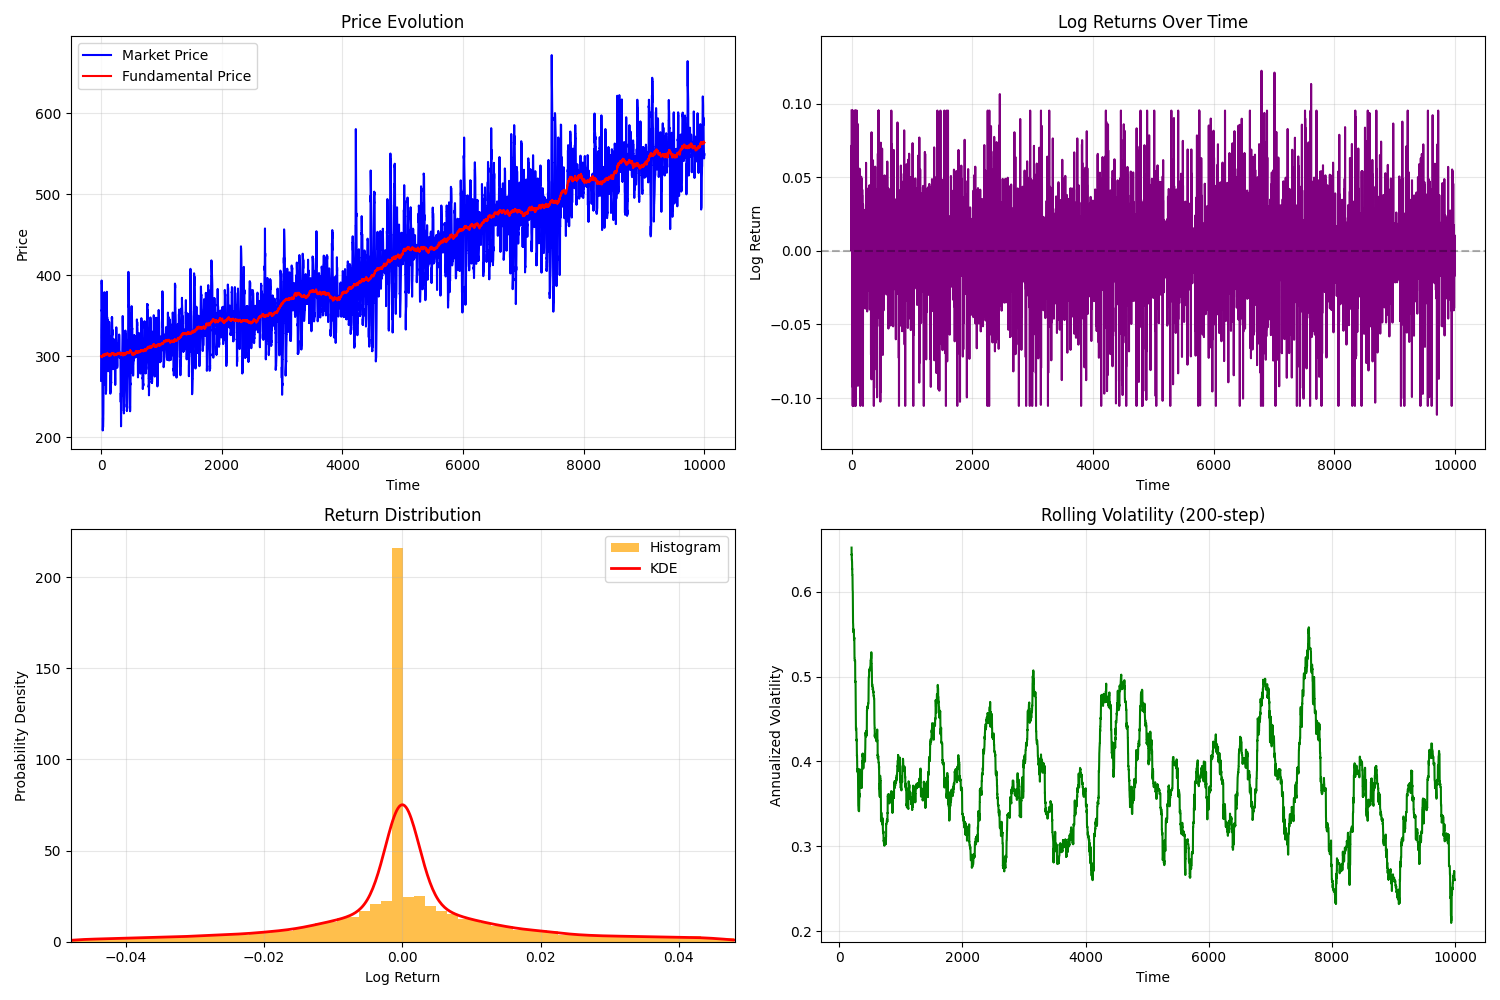 Price Evolution
Market Price
Fundamental Price
Price
600
500
400
300
200
0
2000
4000
6000
8000
10000
Time
Log Returns Over Time
Log Return
0.10
0.05
0.00
−0.05
−0.10
0
2000
4000
6000
8000
10000
Time
Return Distribution
Histogram
KDE
Probability Density
200
150
100
50
0
−0.04
−0.02
0.00
0.02
0.04
Log Return
Rolling Volatility (200-step)
Annualized Volatility
0.6
0.5
0.4
0.3
0.2
0
2000
4000
6000
8000
10000
Time